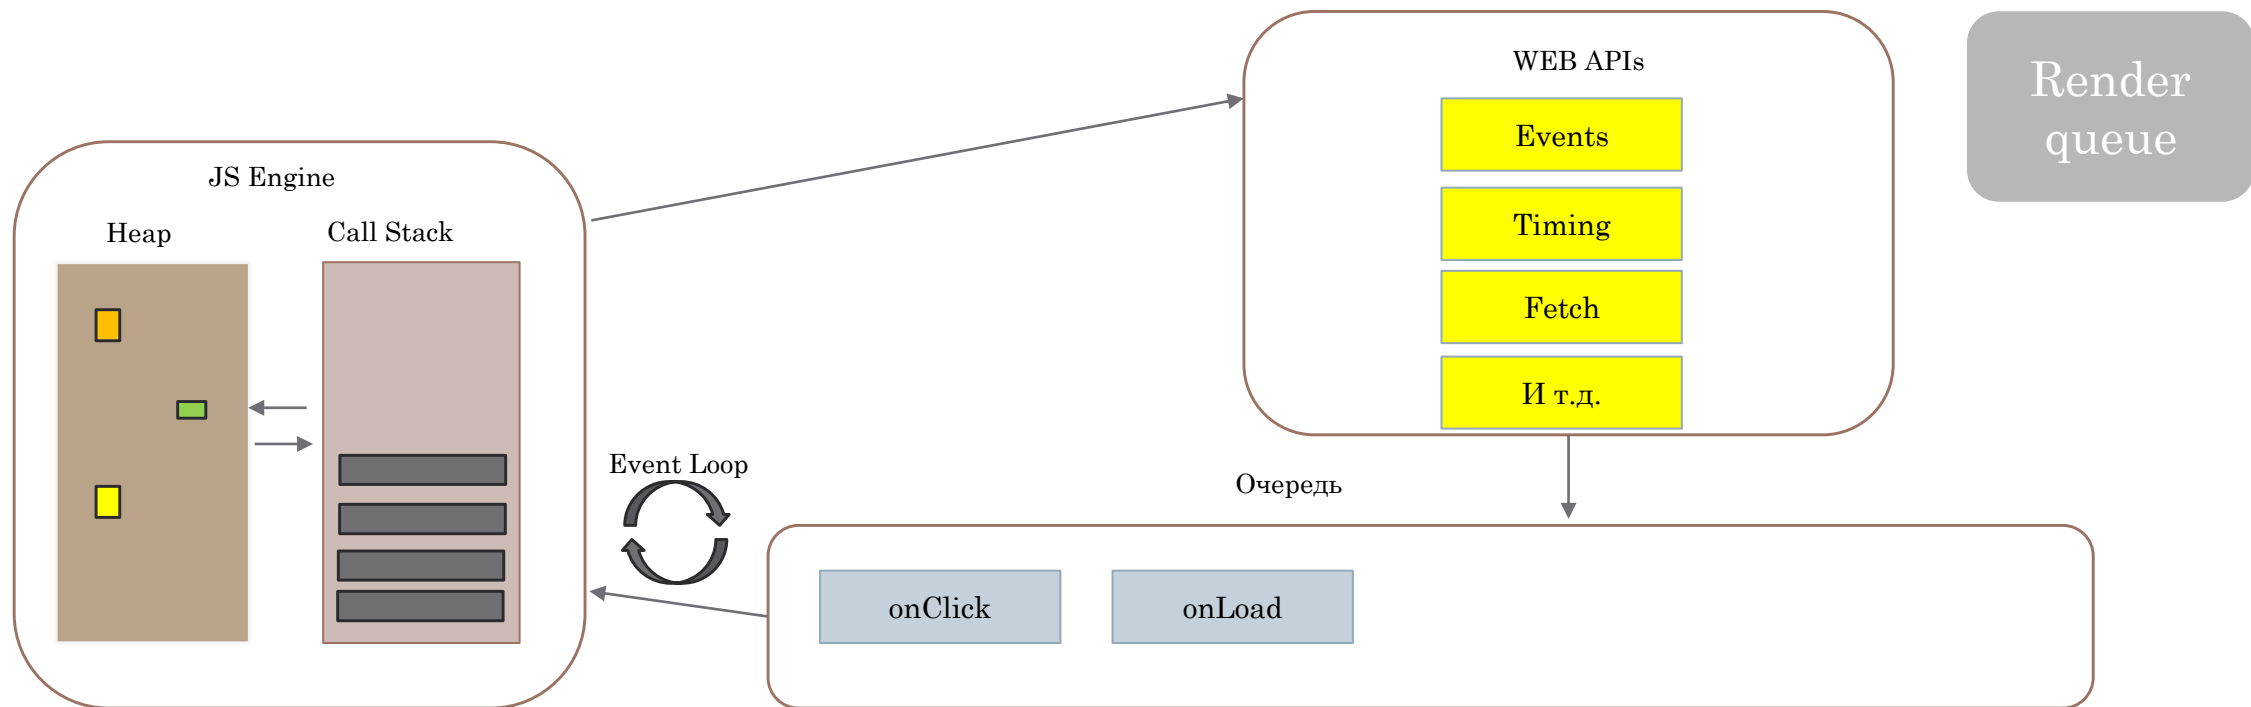 WEB APIs
Render
queue
Events
Timing
Fetch
И т.д.
JS Engine
Heap
Call Stack
Event Loop
Очередь
onClick
onLoad